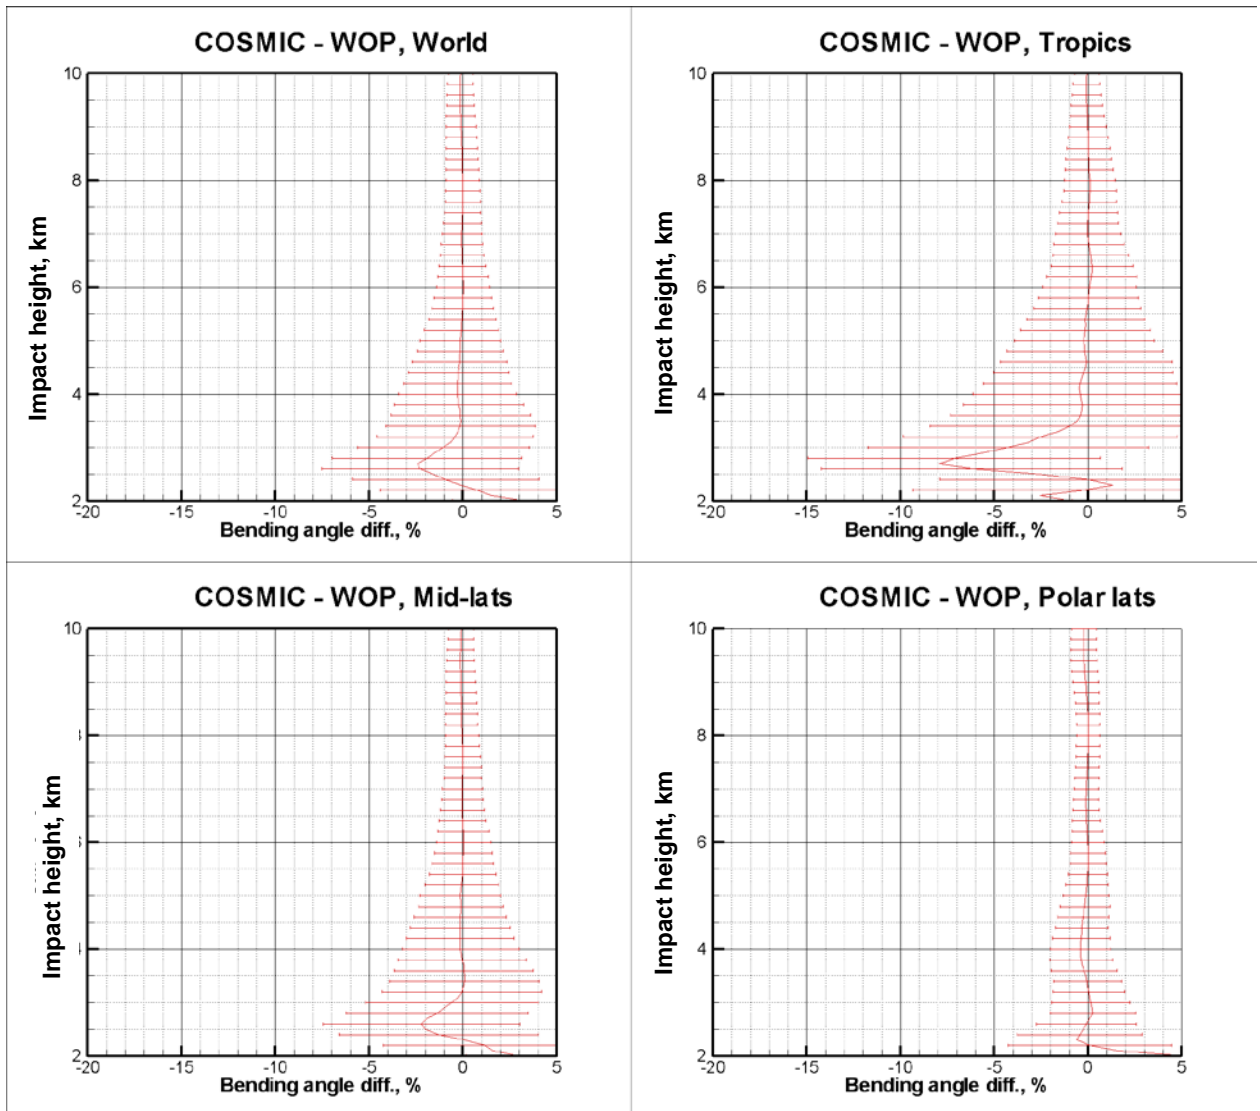 COSMIC - WOP, World
10
8
6
4
2
Impact height, km
-20 -15 -10 -5 0 5
Bending angle diff., %
COSMIC - WOP, Tropics
10
8
6
4
2
Impact height, km
-20 -15 -10 -5 0 5
Bending angle diff., %
COSMIC - WOP, Mid-lats
10
2
Impact height, km
-20 -15 -10 -5 0 5
Bending angle diff., %
COSMIC - WOP, Polar lats
10
8
6
4
2
Impact height, km
-20 -15 -10 -5 0 5
Bending angle diff., %